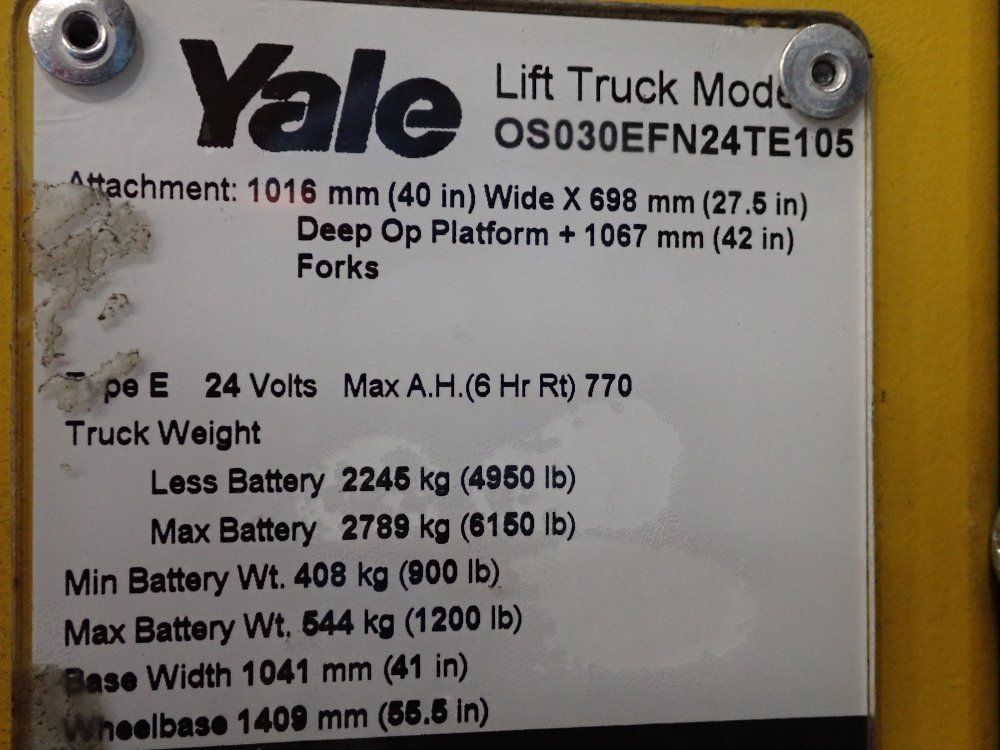 Yale
Lift Truck Mode
OS030EFN24TE105
Attachment: 1016 mm (40 in) Wide X 698 mm (27.5 in)
Deep Op Platform + 1067 mm (42 in)
Forks
Type E 24 Volts Max A.H.(6 Hr Rt) 770
Truck Weight
Less Battery 2245 kg (4950 lb)
Max Battery 2789 kg (6150 lb)
Min Battery Wt. 408 kg (900 lb)
Max Battery Wt. 544 kg (1200 lb)
Base Width 1041 mm (41 in)
Wheelbase 1409 mm (55.5 in)